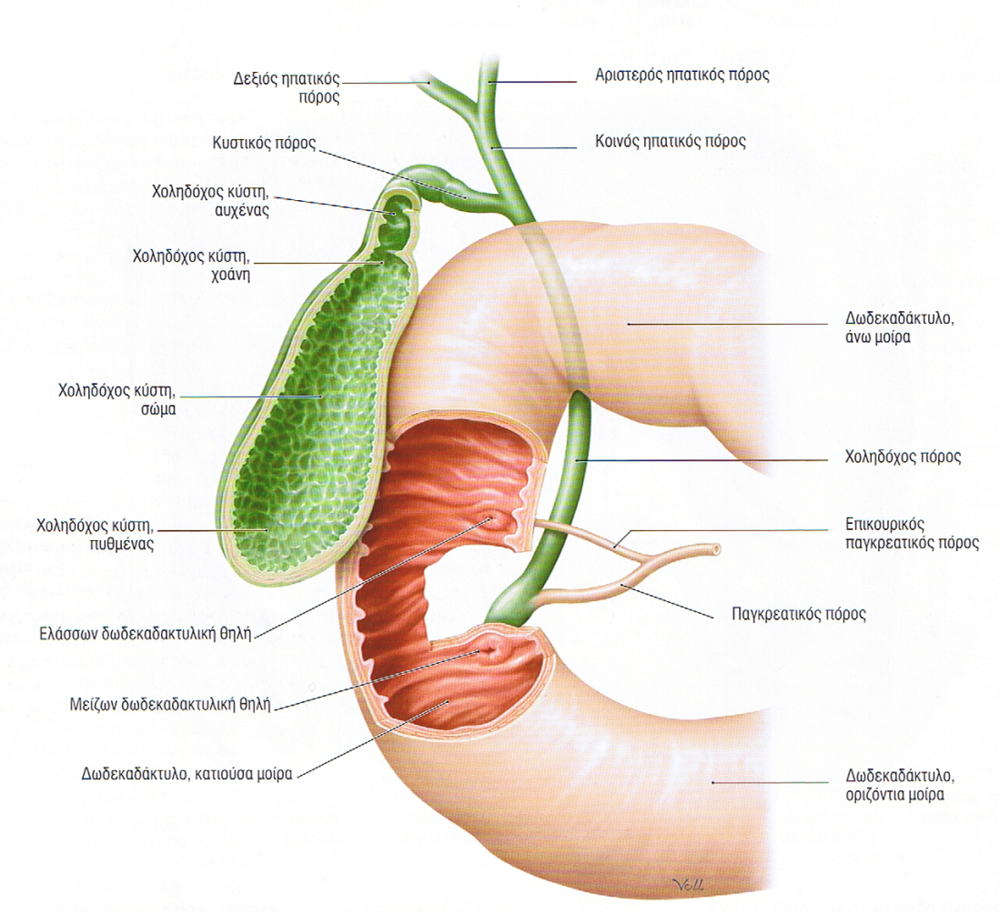 Δεξιός ηπατικός
πόρος
Αριστερός ηπατικός πόρος
Κυστικός πόρος
Κοινός ηπατικός πόρος
Χοληδόχος κύστη,
αυχένας
Χοληδόχος κύστη,
χοάνη
Δωδεκαδάκτυλο,
άνω μοίρα
Χοληδόχος κύστη,
σώμα
Χοληδόχος πόρος
Χοληδόχος κύστη,
πυθμένας
Επικουρικός
παγκρεατικός πόρος
Παγκρεατικός πόρος
Ελάσσων δωδεκαδακτυλική θηλή
Μείζων δωδεκαδακτυλική θηλή
Δωδεκαδάκτυλο, κατιούσα μοίρα
Δωδεκαδάκτυλο,
οριζόντια μοίρα